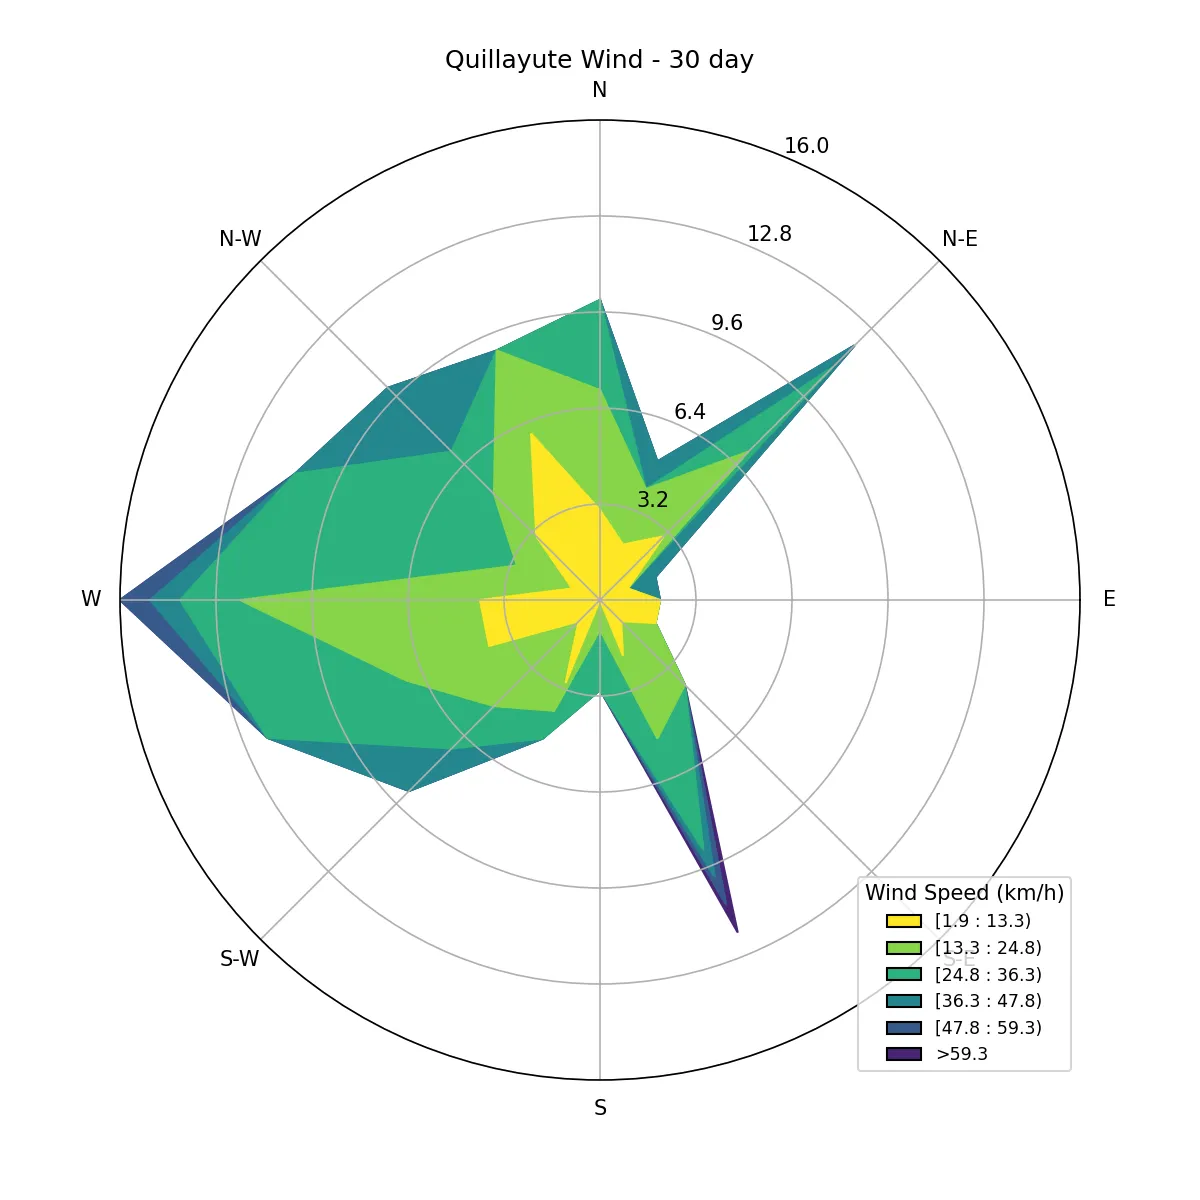 Quillayute Wind - 30 day
N
16.0
12.8
N-W
N-E
9.6
6.4
3.2
W
E
S-W
S-E
S
Wind Speed (km/h)
[1.9 : 13.3)
[13.3 : 24.8)
[24.8 : 36.3)
[36.3 : 47.8)
[47.8 : 59.3)
>59.3